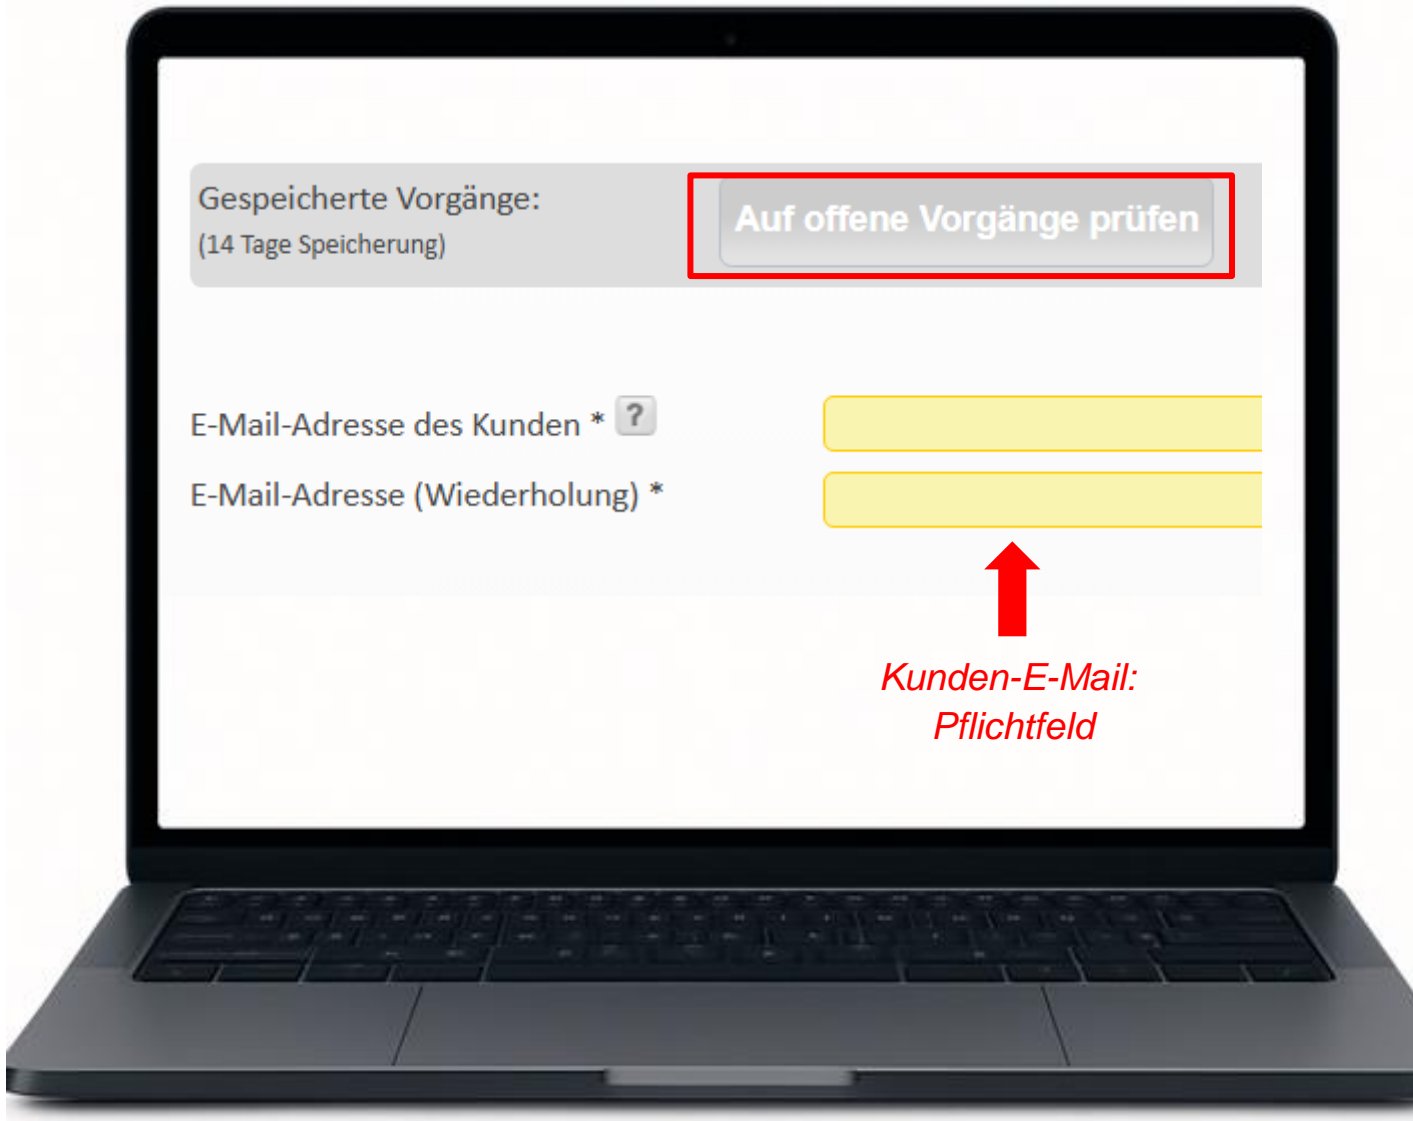 Gespeicherte Vorgänge:
Auf offene Vorgänge prüfen
(14 Tage Speicherung)
E-Mail-Adresse des Kunden * ?
E-Mail-Adresse (Wiederholung) *
Kunden-E-Mail:
Pflichtfeld